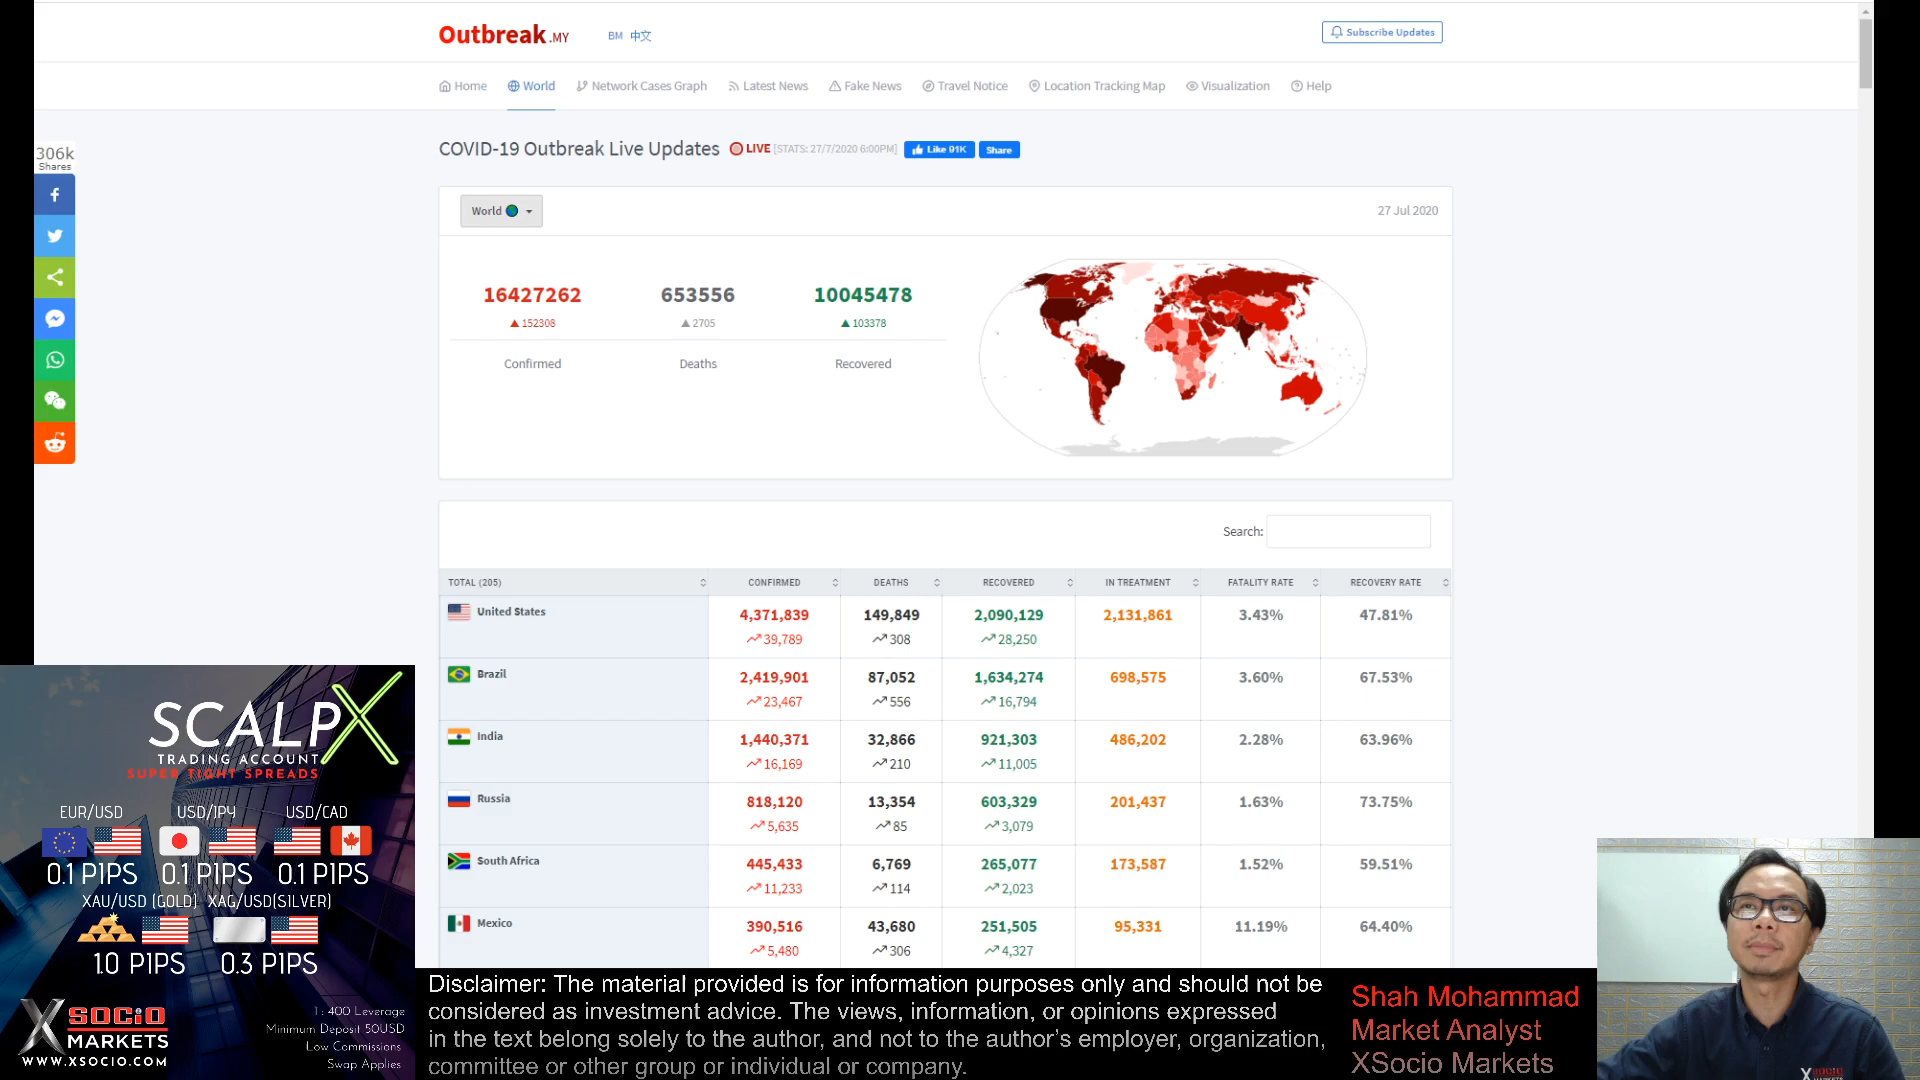 Outbreak.MY
BM 中文
Subscribe Updates
Home World Network Cases Graph Latest News Fake News Travel Notice Location Tracking Map Visualization Help
COVID-19 Outbreak Live Updates LIVE [STATS: 27/7/2020 6:00PM] Like 91K Share
306k
Shares
World
27 Jul 2020
16427262 653556 10045478
152308 2705 103378
Confirmed Deaths Recovered
Search:
TOTAL (205) CONFIRMED DEATHS RECOVERED IN TREATMENT FATALITY RATE RECOVERY RATE
United States 4,371,839 149,849 2,090,129 2,131,861 3.43% 47.81%
39,789 308 28,250
Brazil 2,419,901 87,052 1,634,274 698,575 3.60% 67.53%
23,467 556 16,794
India 1,440,371 32,866 921,303 486,202 2.28% 63.96%
16,169 210 11,005
Russia 818,120 13,354 603,329 201,437 1.63% 73.75%
5,635 85 3,079
South Africa 445,433 6,769 265,077 173,587 1.52% 59.51%
11,233 114 2,023
Mexico 390,516 43,680 251,505 95,331 11.19% 64.40%
5,480 306 4,327
SCALPX
TRADING ACCOUNT
SUPER TIGHT SPREADS
EUR/USD USD/JPY USD/CAD
0.1 PIPS 0.1 PIPS 0.1 PIPS
XAU/USD (GOLD) XAG/USD(SILVER)
1.0 PIPS 0.3 PIPS
X SOCIO
MARKETS
WWW.XSOCIO.COM
1 : 400 Leverage
Minimum Deposit 50USD
Low Commissions
Swap Applies
Disclaimer: The material provided is for information purposes only and should not be
considered as investment advice. The views, information, or opinions expressed
in the text belong solely to the author, and not to the author's employer, organization,
committee or other group or individual or company.
Shah Mohammad
Market Analyst
XSocio Markets
X SOCIO
MARKETS